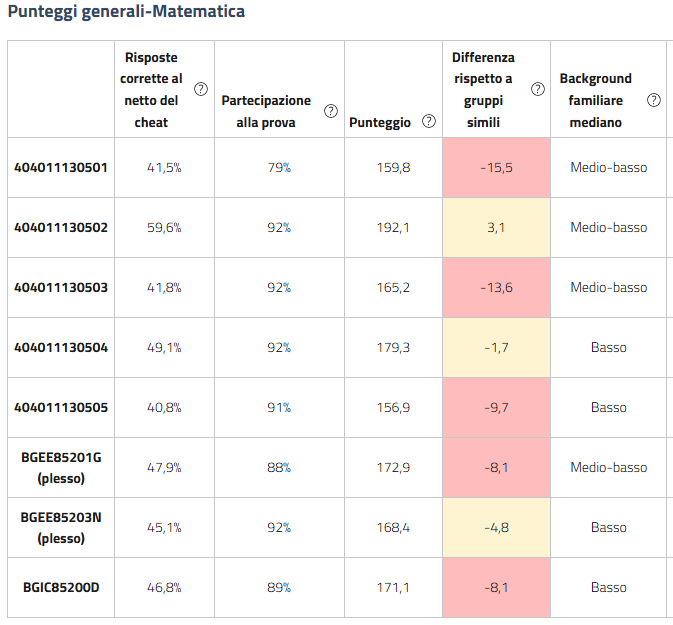 Punteggi generali-Matematica
Risposte corrette al netto del cheat ? Partecipazione alla prova ? Punteggio ? Differenza rispetto a gruppi simili ? Background familiare mediano ?
404011130501 41,5% 79% 159,8 -15,5 Medio-basso
404011130502 59,6% 92% 192,1 3,1 Medio-basso
404011130503 41,8% 92% 165,2 -13,6 Medio-basso
404011130504 49,1% 92% 179,3 -1,7 Basso
404011130505 40,8% 91% 156,9 -9,7 Basso
BGEE85201G (plesso) 47,9% 88% 172,9 -8,1 Medio-basso
BGEE85203N (plesso) 45,1% 92% 168,4 -4,8 Basso
BGIC85200D 46,8% 89% 171,1 -8,1 Basso